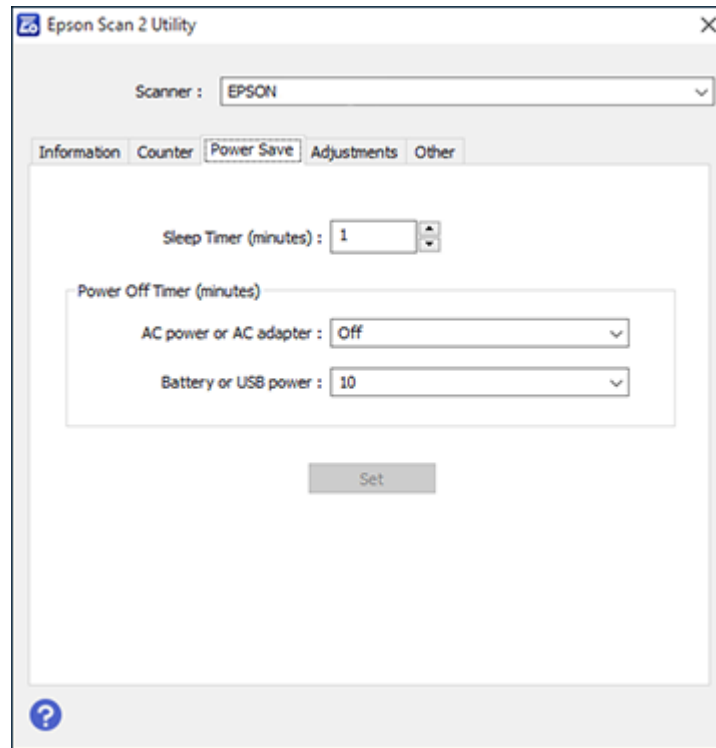 Epson Scan 2 Utility
Scanner : EPSON
Information Counter Power Save Adjustments Other
Sleep Timer (minutes) : 1
Power Off Timer (minutes)
AC power or AC adapter : Off
Battery or USB power : 10
Set
?